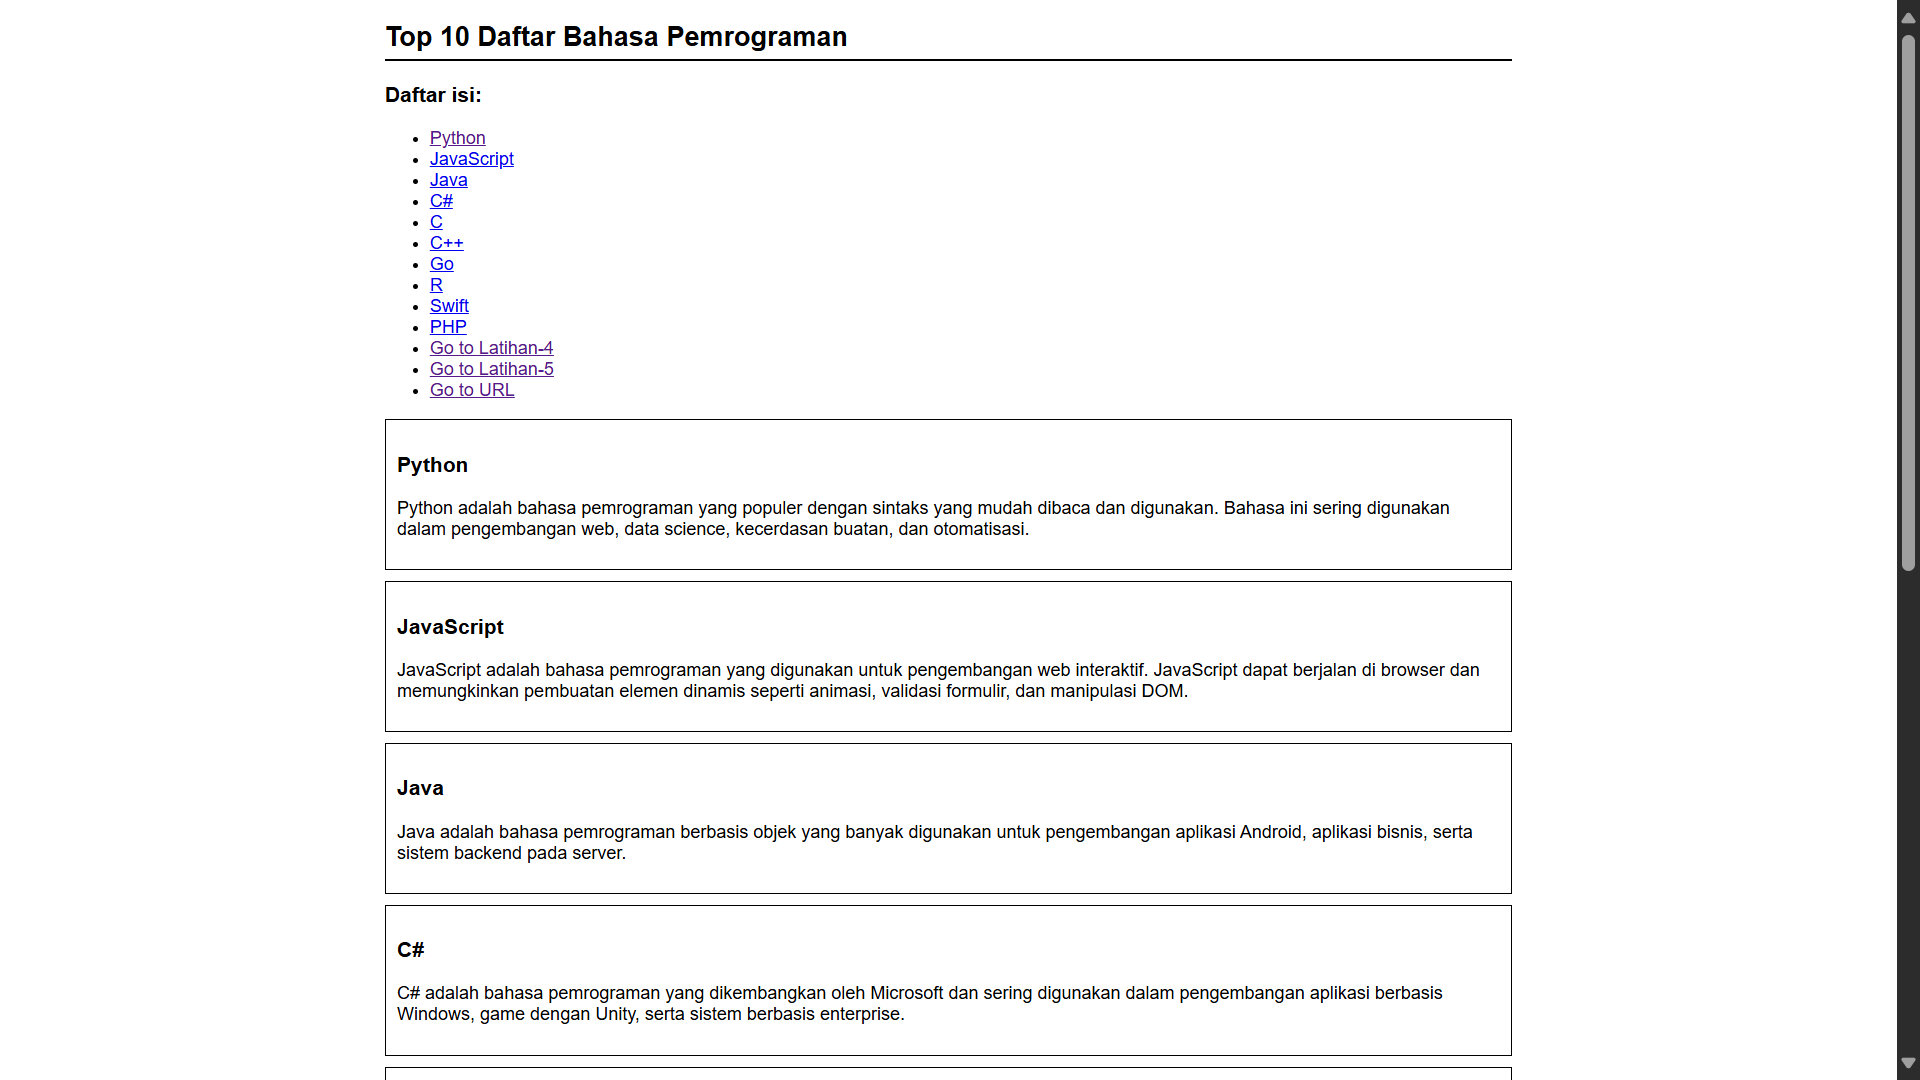 Top 10 Daftar Bahasa Pemrograman
Daftar isi:
Python
JavaScript
Java
C#
C
C++
Go
R
Swift
PHP
Go to Latihan-4
Go to Latihan-5
Go to URL
Python
Python adalah bahasa pemrograman yang populer dengan sintaks yang mudah dibaca dan digunakan. Bahasa ini sering digunakan
dalam pengembangan web, data science, kecerdasan buatan, dan otomatisasi.
JavaScript
JavaScript adalah bahasa pemrograman yang digunakan untuk pengembangan web interaktif. JavaScript dapat berjalan di browser dan
memungkinkan pembuatan elemen dinamis seperti animasi, validasi formulir, dan manipulasi DOM.
Java
Java adalah bahasa pemrograman berbasis objek yang banyak digunakan untuk pengembangan aplikasi Android, aplikasi bisnis, serta
sistem backend pada server.
C#
C# adalah bahasa pemrograman yang dikembangkan oleh Microsoft dan sering digunakan dalam pengembangan aplikasi berbasis
Windows, game dengan Unity, serta sistem berbasis enterprise.